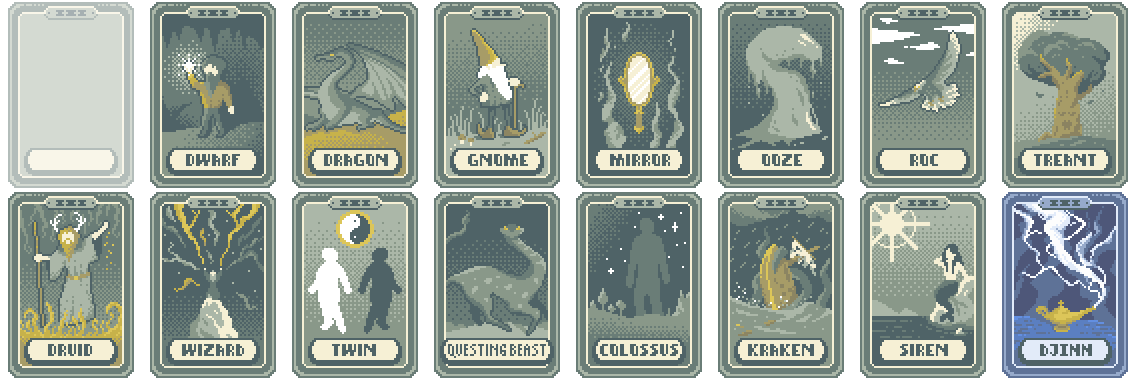 DWARF
DRAGON
GNOME
MIRROR
OOZE
ROC
TREANT
DRUID
WIZARD
TWIN
QUESTING BEAST
COLOSSUS
KRAKEN
SIREN
DJINN